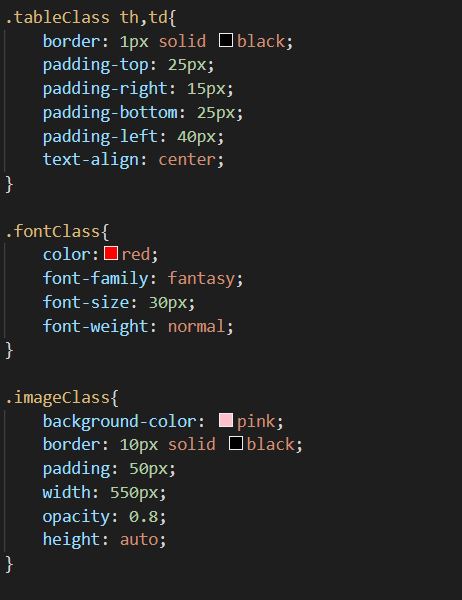 .tableClass th,td{
    border: 1px solid black;
    padding-top: 25px;
    padding-right: 15px;
    padding-bottom: 25px;
    padding-left: 40px;
    text-align: center;
}

.fontClass{
    color:red;
    font-family: fantasy;
    font-size: 30px;
    font-weight: normal;
}

.imageClass{
    background-color: pink;
    border: 10px solid black;
    padding: 50px;
    width: 550px;
    opacity: 0.8;
    height: auto;
}